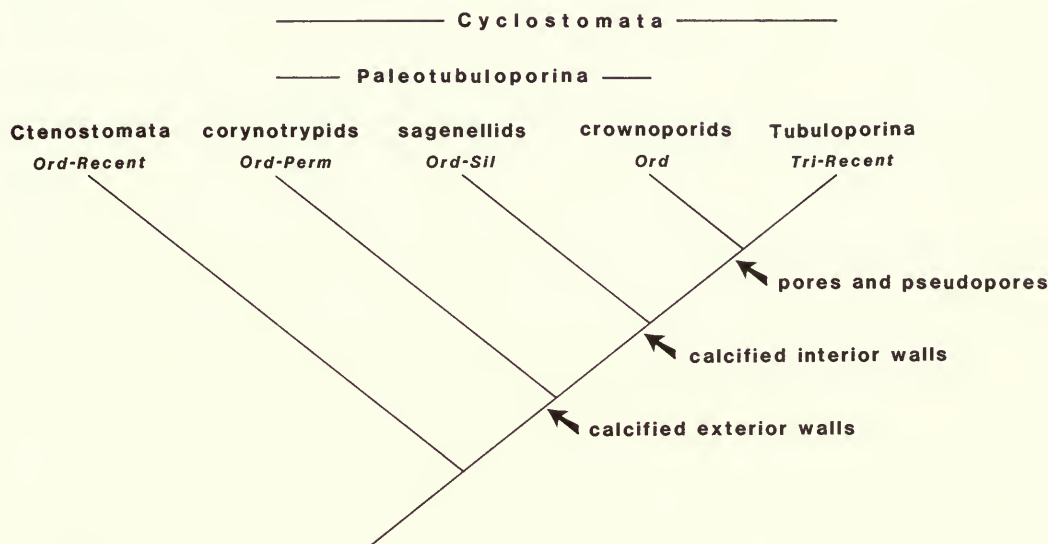 Cyclostomata
Paleotubuloporina
Ctenostomata corynotrypids sagenellids crownoporids Tubuloporina
Ord-Recent Ord-Perm Ord-Sil Ord Tri-Recent
pores and pseudopores
calcified interior walls
calcified exterior walls